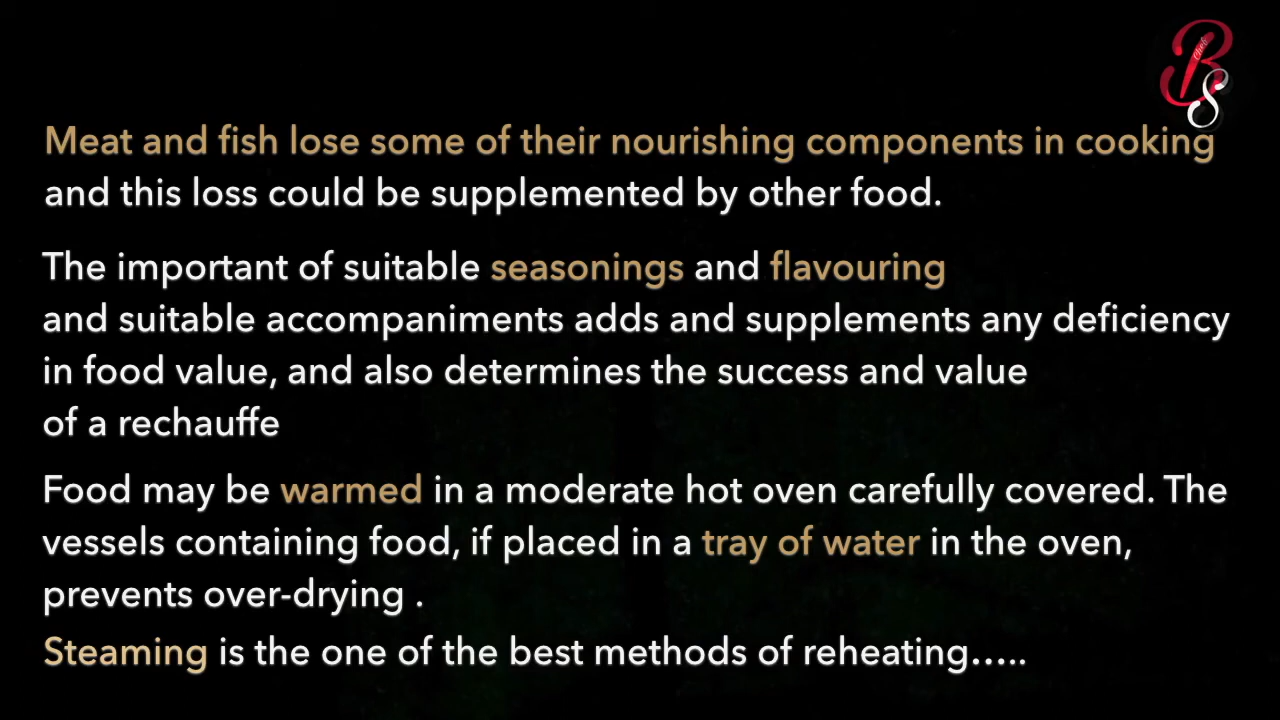 Chef
BS
Meat and fish lose some of their nourishing components in cooking
and this loss could be supplemented by other food.
The important of suitable seasonings and flavouring
and suitable accompaniments adds and supplements any deficiency
in food value, and also determines the success and value
of a rechauffe
Food may be warmed in a moderate hot oven carefully covered. The
vessels containing food, if placed in a tray of water in the oven,
prevents over-drying .
Steaming is the one of the best methods of reheating.....